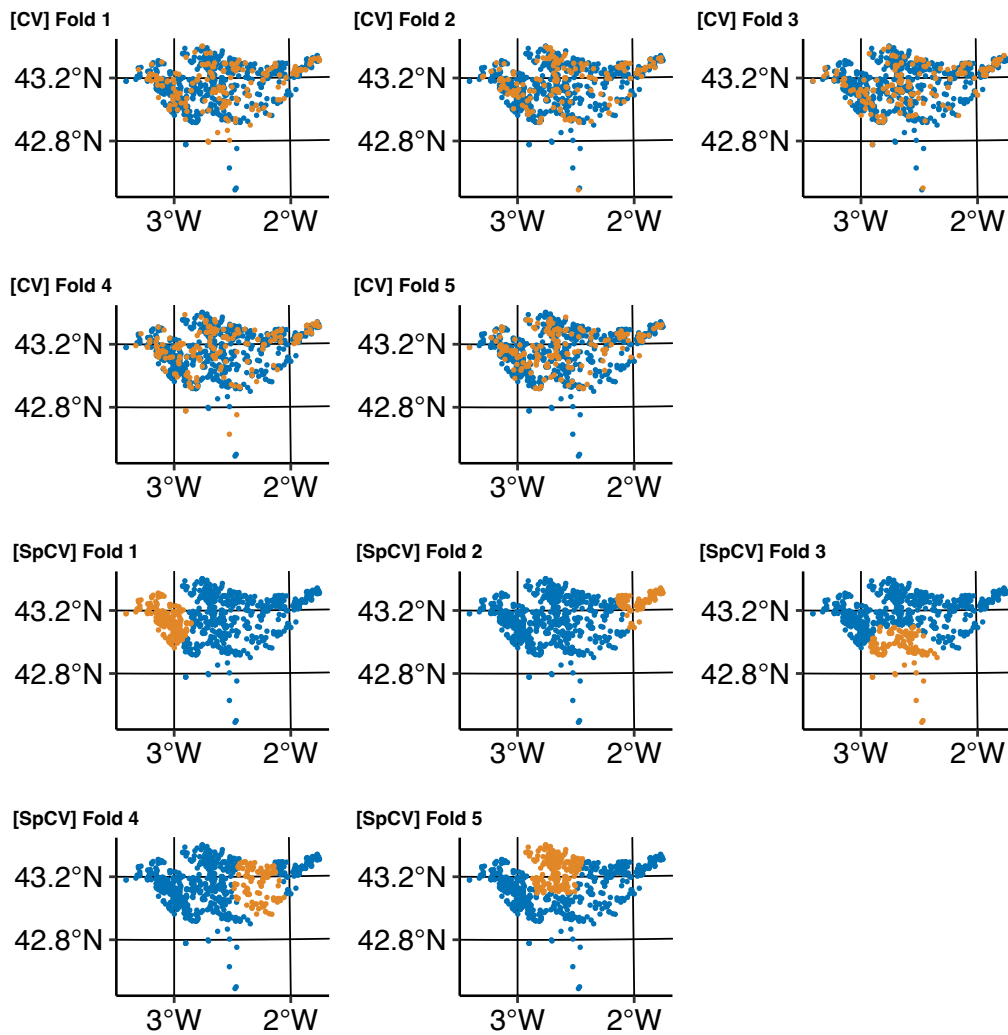 [CV] Fold 1
[CV] Fold 2
[CV] Fold 3
43.2°N
43.2°N
43.2°N
42.8°N
42.8°N
42.8°N
3°W 2°W
3°W 2°W
3°W 2°W
[CV] Fold 4
[CV] Fold 5
43.2°N
43.2°N
42.8°N
42.8°N
3°W 2°W
3°W 2°W
[SpCV] Fold 1
[SpCV] Fold 2
[SpCV] Fold 3
43.2°N
43.2°N
43.2°N
42.8°N
42.8°N
42.8°N
3°W 2°W
3°W 2°W
3°W 2°W
[SpCV] Fold 4
[SpCV] Fold 5
43.2°N
43.2°N
42.8°N
42.8°N
3°W 2°W
3°W 2°W